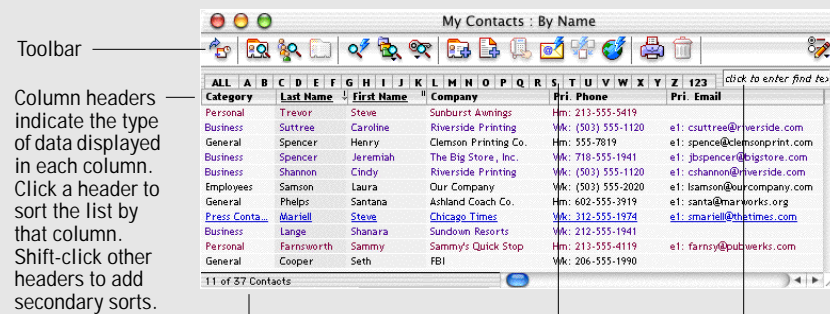 My Contacts : By Name
Toolbar
ALL A B C D E F G H I J K L M N O P Q R S T U V W X Y Z 123 click to enter find te
Category Last Name First Name Company Pri. Phone Pri. Email
Personal Trevor Steve Sunburst Awnings Hm: 213-555-5419
Business Suttree Caroline Riverside Printing Wk: (503) 555-1120 e1: csuttree@riverside.com
General Spencer Henry Clemson Printing Co. Hm: 555-7819 e1: spence@clemsonprint.com
Business Spencer Jeremiah The Big Store, Inc. Wk: 718-555-1941 e1: jbspencer@bigstore.com
Business Shannon Cindy Riverside Printing Wk: (503) 555-1120 e1: cshannon@riverside.com
Employees Samson Laura Our Company Wk: (503) 555-2020 e1: lsamson@ourcompany.com
General Phelps Santana Ashland Coach Co. Hm: 602-555-3919 e1: santa@marworks.org
Press Conta... Mariell Steve Chicago Times Wk: 312-555-1974 e1: smariell@thetimes.com
Business Lange Shanara Sundown Resorts Wk: 212-555-1941
Personal Farnsworth Sammy Sammy's Quick Stop Hm: 213-555-4119 e1: farnsy@pubwerks.com
General Cooper Seth FBI Wk: 206-555-1990
11 of 37 Contacts
Column headers
indicate the type
of data displayed
in each column.
Click a header to
sort the list by
that column.
Shift-click other
headers to add
secondary sorts.